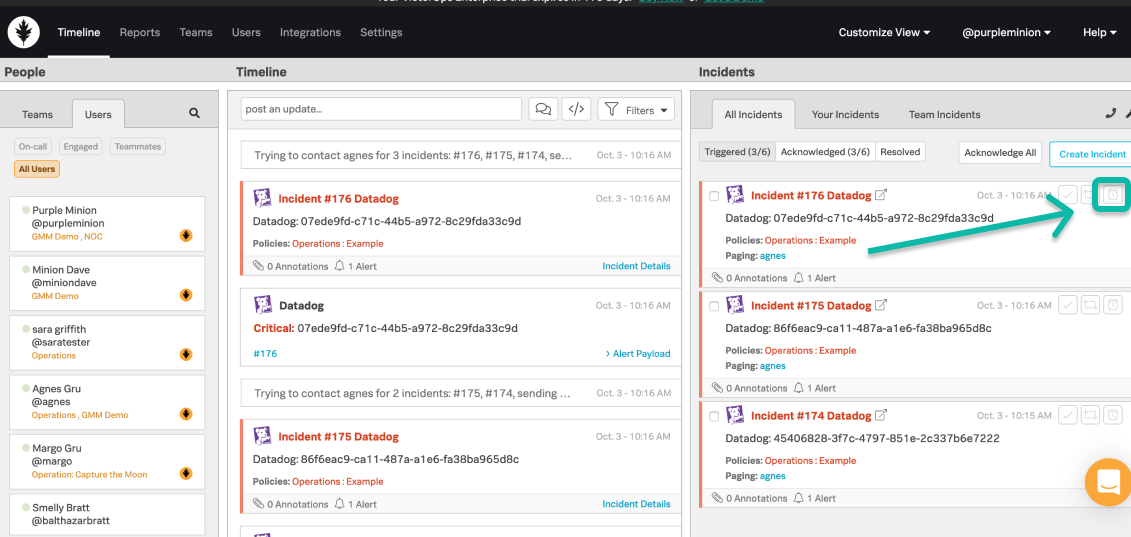 Timeline
Reports
Teams
Users
Integrations
Settings
Customize View
@purpleminion
Help
People
Timeline
Incidents
Teams
Users
On-call
Engaged
Teammates
All Users
Purple Minion
@purpleminion
GMM Demo , NOC
Minion Dave
@miniondave
GMM Demo
sara griffith
@saratester
Operations
Agnes Gru
@agnes
Operations , GMM Demo
Margo Gru
@margo
Operation: Capture the Moon
Smelly Bratt
@balthazarbratt
post an update...
Filters
Trying to contact agnes for 3 incidents: #176, #175, #174, se... Oct. 3 - 10:16 AM
Incident #176 Datadog Oct. 3 - 10:16 AM
Datadog: 07ede9fd-c71c-44b5-a972-8c29fda33c9d
Policies: Operations : Example
0 Annotations 1 Alert Incident Details
Datadog Oct. 3 - 10:16 AM
Critical: 07ede9fd-c71c-44b5-a972-8c29fda33c9d
#176 > Alert Payload
Trying to contact agnes for 2 incidents: #175, #174, sending ... Oct. 3 - 10:16 AM
Incident #175 Datadog Oct. 3 - 10:16 AM
Datadog: 86f6eac9-ca11-487a-a1e6-fa38ba965d8c
Policies: Operations : Example
0 Annotations 1 Alert Incident Details
All Incidents
Your Incidents
Team Incidents
Triggered (3/6)
Acknowledged (3/6)
Resolved
Acknowledge All
Create Incident
Incident #176 Datadog Oct. 3 - 10:16 AM
Datadog: 07ede9fd-c71c-44b5-a972-8c29fda33c9d
Policies: Operations : Example
Paging: agnes
0 Annotations 1 Alert
Incident #175 Datadog Oct. 3 - 10:16 AM
Datadog: 86f6eac9-ca11-487a-a1e6-fa38ba965d8c
Policies: Operations : Example
Paging: agnes
0 Annotations 1 Alert
Incident #174 Datadog Oct. 3 - 10:15 AM
Datadog: 45406828-3f7c-4797-851e-2c337b6e7222
Policies: Operations : Example
Paging: agnes
0 Annotations 1 Alert